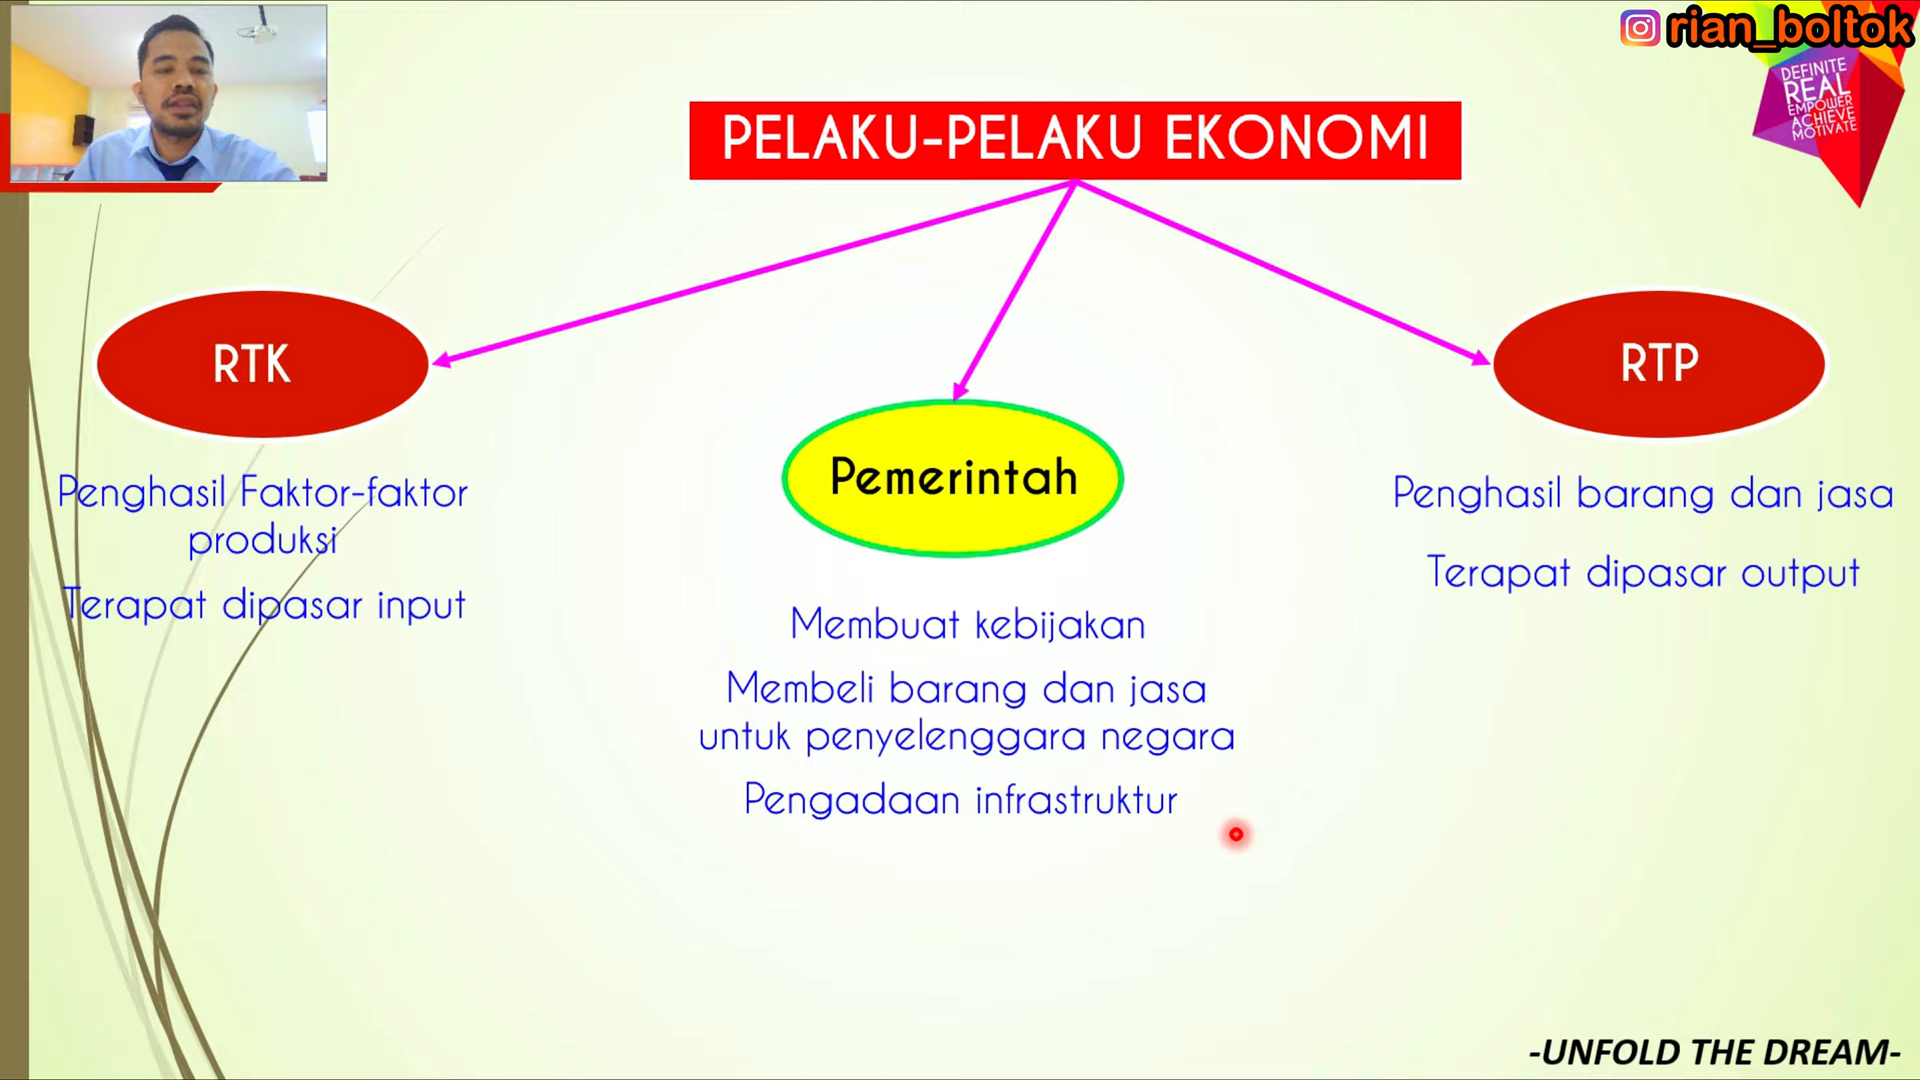 rian_boltok
DEFINITE
REAL
EMPOWER
ACHIEVE
MOTIVATE
PELAKU-PELAKU EKONOMI
RTK
RTP
Pemerintah
Penghasil Faktor-faktor
produksi
Terapat dipasar input
Membuat kebijakan
Membeli barang dan jasa
untuk penyelenggara negara
Pengadaan infrastruktur
Penghasil barang dan jasa
Terapat dipasar output
-UNFOLD THE DREAM-